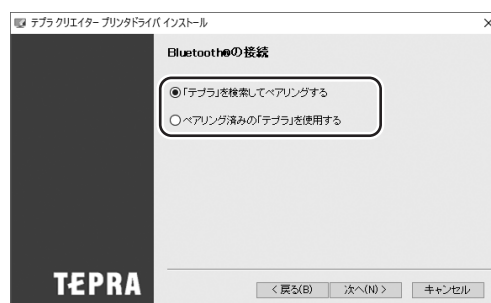 テプラ クリエイター プリンタドライバ インストール
×
Bluetooth®の接続
「テプラ」を検索してペアリングする
ペアリング済みの「テプラ」を使用する
TEPRA
< 戻る(B)
次へ(N) >
キャンセル